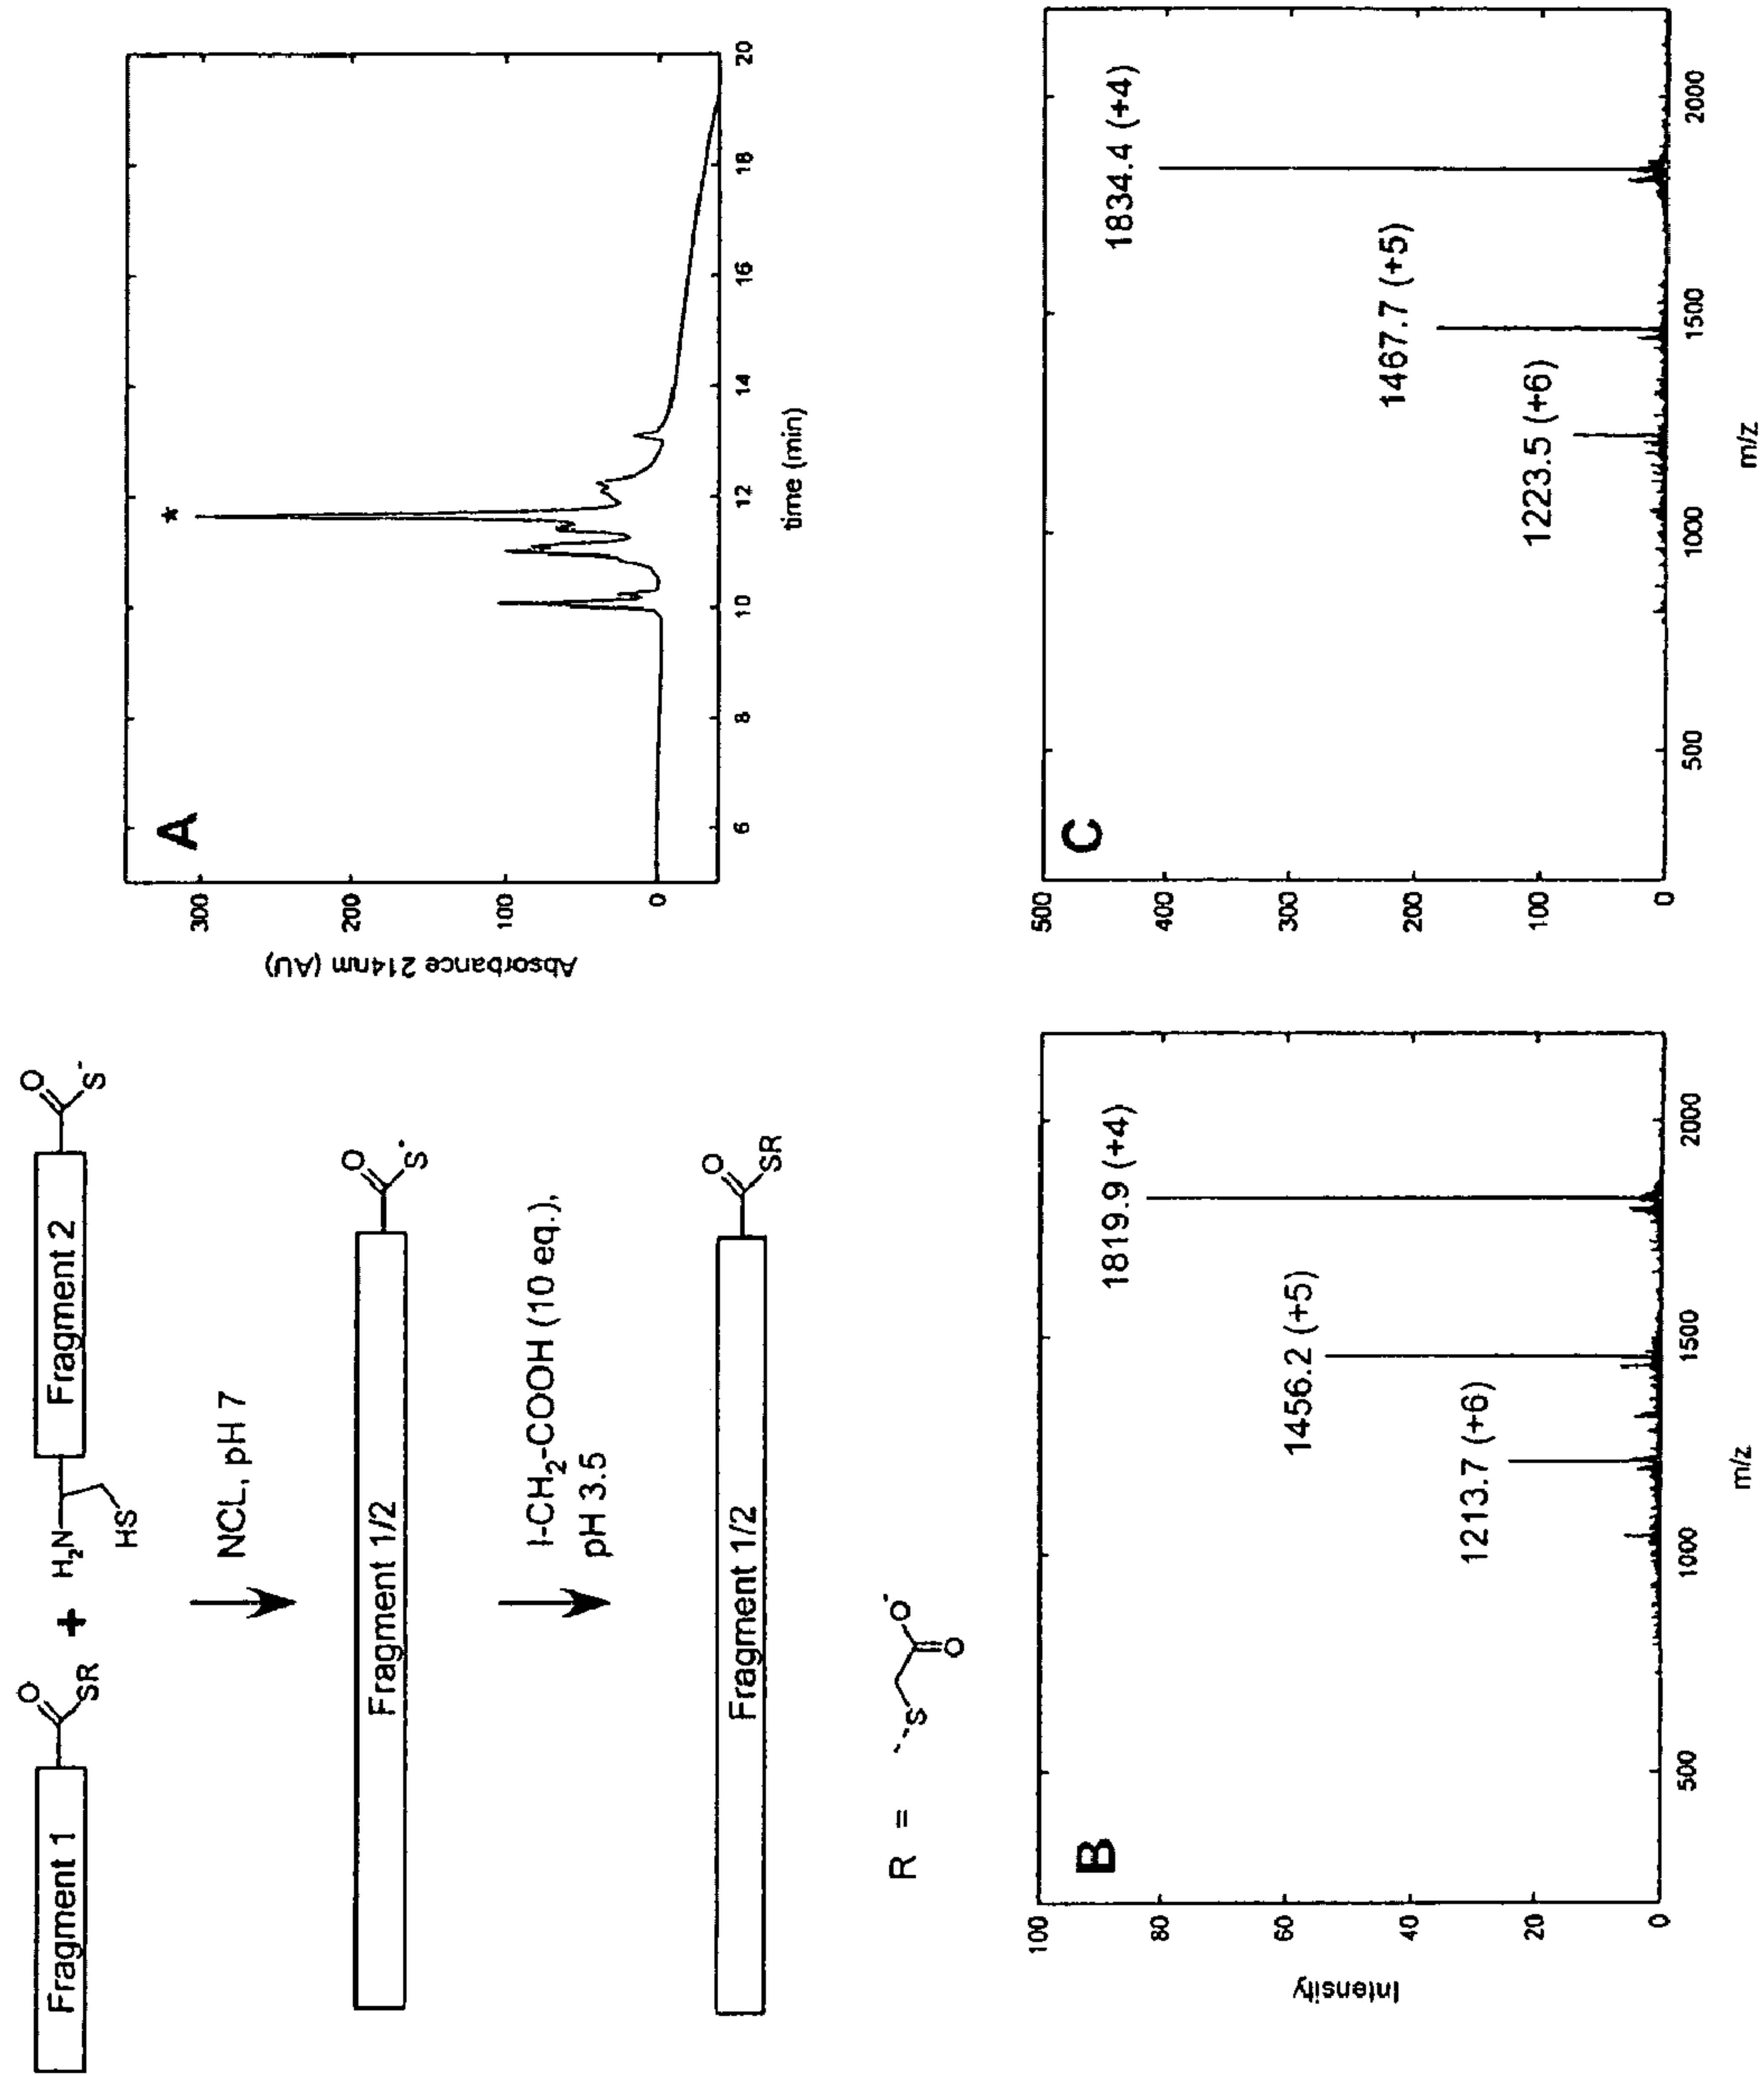 Fragment 1
O
SR
+
H₂N
HS
Fragment 2
O
S⁻
NCL, pH 7
Fragment 1/2
O
S⁻
I-CH₂-COOH (10 eq.),
pH 3.5
Fragment 1/2
O
SR
R =
S
O⁻
O
A
*
Absorbance 214nm (AU)
300
200
100
0
6
8
10
12
14
16
18
20
time (min)
B
Intensity
100
80
60
40
20
0
1213.7 (+6)
1456.2 (+5)
1819.9 (+4)
500
1000
1500
2000
m/z
C
500
400
300
200
100
0
1223.5 (+6)
1467.7 (+5)
1834.4 (+4)
500
1000
1500
2000
m/z